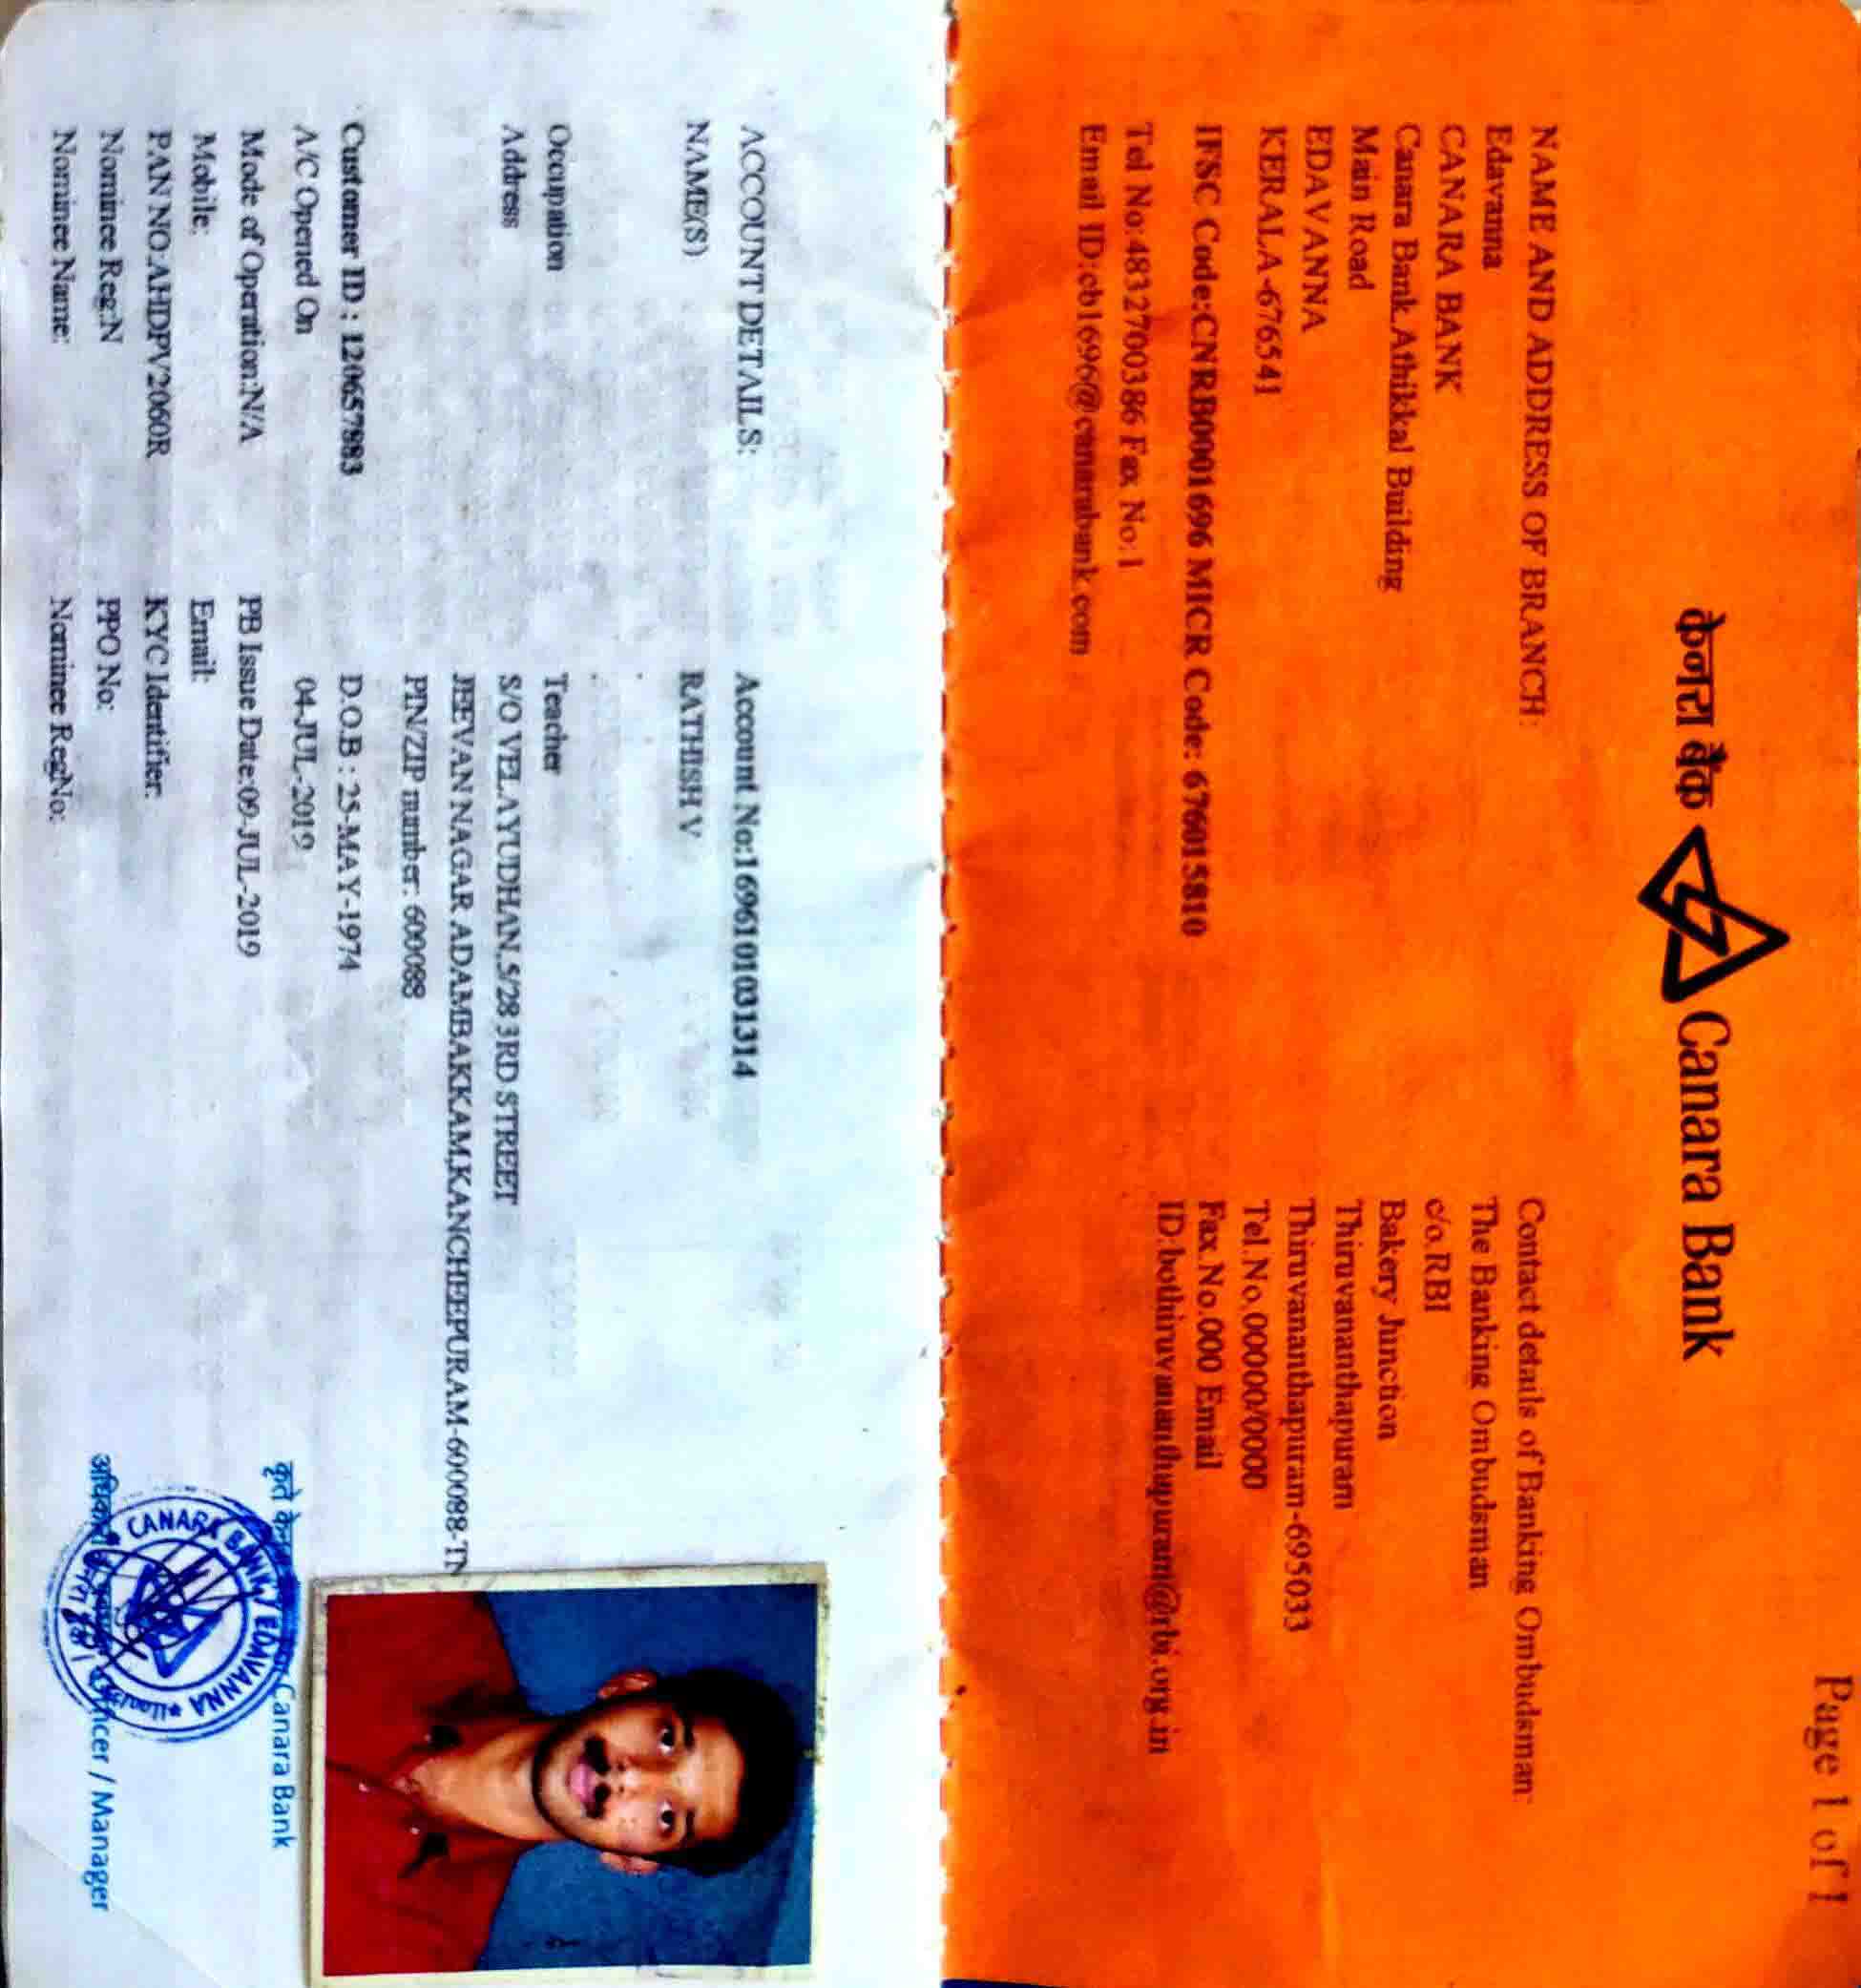 Page 1 of 1
केनरा बैंक Canara Bank
NAME AND ADDRESS OF BRANCH:
Edavanna
CANARA BANK
Canara Bank,Athikkal Building
Main Road
EDAVANNA
KERALA-676541
IFSC Code:CNRB0001696 MICR Code: 676015810
Tel No:4832700386 Fax No:1
Email ID:cb1696@canarabank.com
Contact details of Banking Ombudsman:
The Banking Ombudsman
c/o.RBI
Bakery Junction
Thiruvananthapuram
Thiruvananthapuram-695033
Tel.No.00000/0000
Fax.No.000 Email
ID:bothiruvananthapuram@rbi.org.in
ACCOUNT DETAILS: Account No:1696101031314
NAME(S) RATHISH V
Occupation Teacher
Address S/O VELAYUDHAN,5/28 3RD STREET
JEEVAN NAGAR ADAMBAKKAM,KANCHEEPURAM-600088-TN
PIN/ZIP number: 600088
Customer ID : 120657883 D.O.B : 25-MAY-1974
A/C Opened On 04-JUL-2019
Mode of Operation:N/A PB Issue Date:09-JUL-2019
Mobile: Email:
PAN NO:AHDPV2060R KYC Identifier:
Nominee Reg:N PPO No:
Nominee Name: Nominee RegNo:
कृते Canara Bank
CANARA BANK EDAVANNA
Officer / Manager